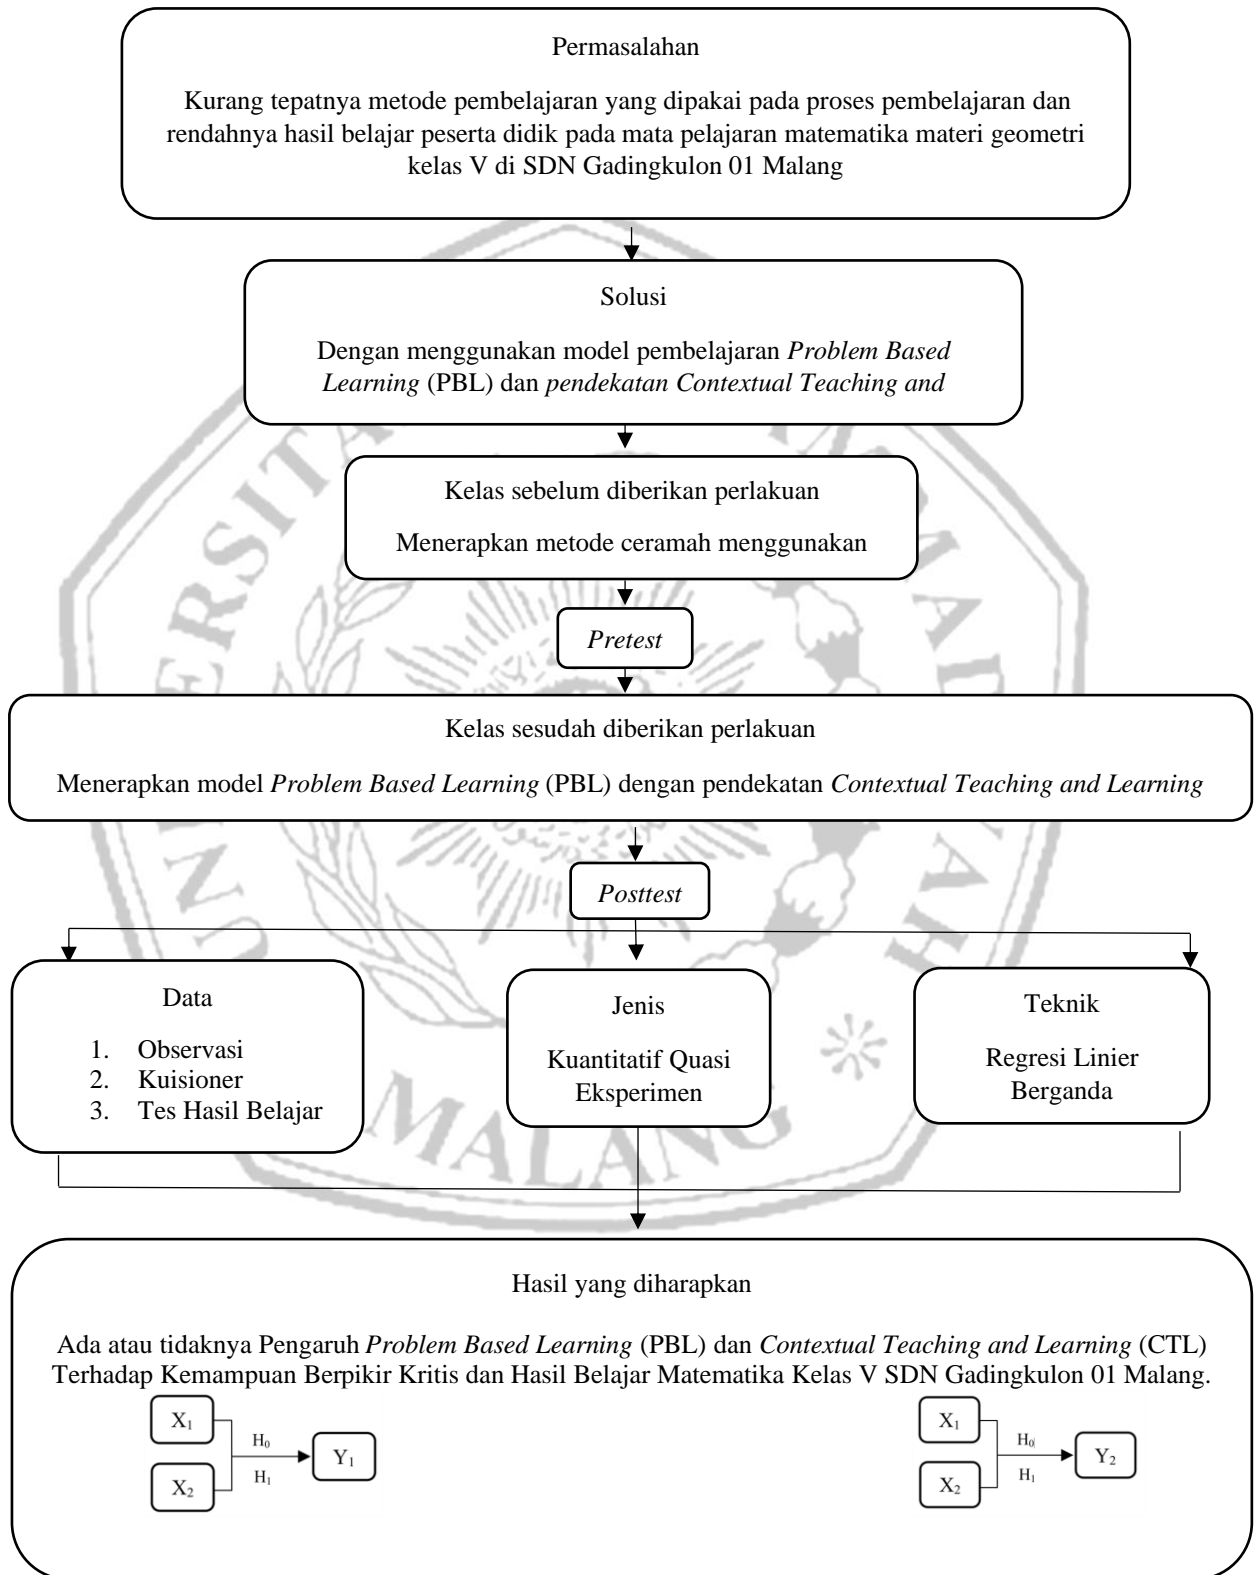 Permasalahan
Kurang tepatnya metode pembelajaran yang dipakai pada proses pembelajaran dan
rendahnya hasil belajar peserta didik pada mata pelajaran matematika materi geometri
kelas V di SDN Gadingkulon 01 Malang
Solusi
Dengan menggunakan model pembelajaran Problem Based
Learning (PBL) dan pendekatan Contextual Teaching and
Kelas sebelum diberikan perlakuan
Menerapkan metode ceramah menggunakan
Pretest
Kelas sesudah diberikan perlakuan
Menerapkan model Problem Based Learning (PBL) dengan pendekatan Contextual Teaching and Learning
Posttest
Data
1. Observasi
2. Kuisioner
3. Tes Hasil Belajar
Jenis
Kuantitatif Quasi
Eksperimen
Teknik
Regresi Linier
Berganda
MALANG
Hasil yang diharapkan
Ada atau tidaknya Pengaruh Problem Based Learning (PBL) dan Contextual Teaching and Learning (CTL)
Terhadap Kemampuan Berpikir Kritis dan Hasil Belajar Matematika Kelas V SDN Gadingkulon 01 Malang.
X₁
H₀
Y₁
H₁
X₂
X₁
H₀
Y₂
H₁
X₂